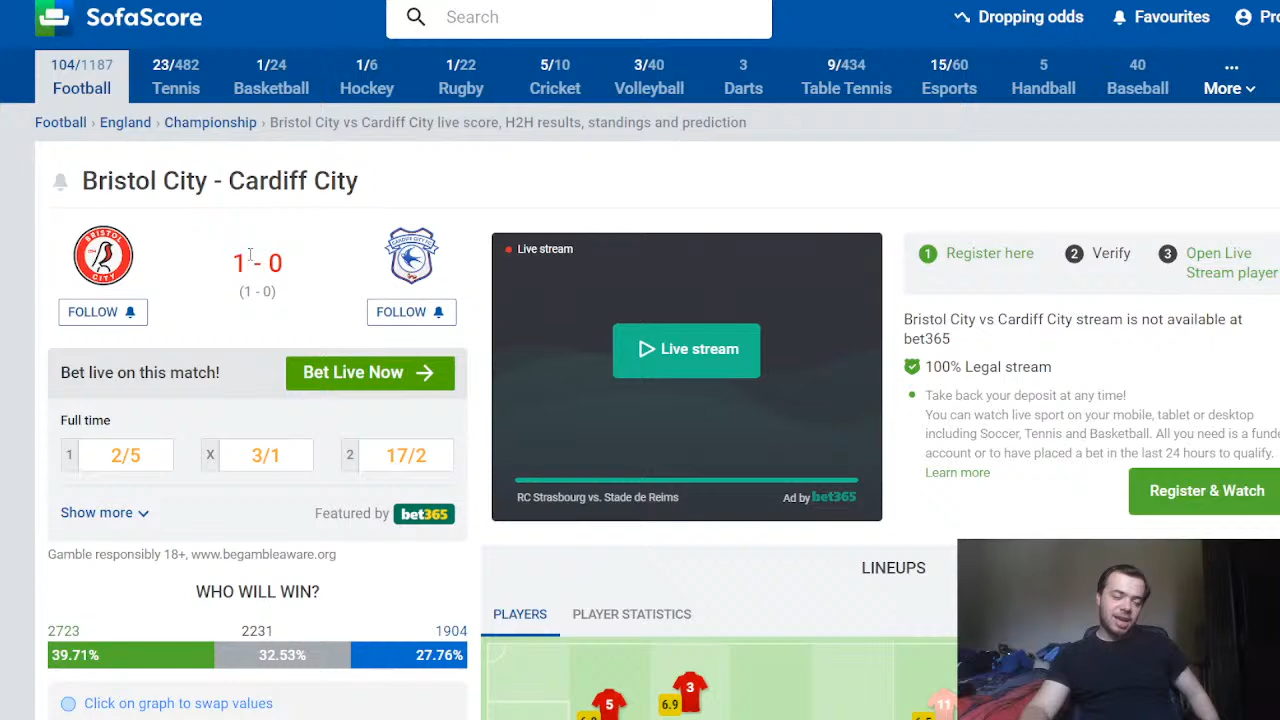 SofaScore
Search
Dropping odds
Favourites
104/1187
Football
23/482
Tennis
1/24
Basketball
1/6
Hockey
1/22
Rugby
5/10
Cricket
3/40
Volleyball
3
Darts
9/434
Table Tennis
15/60
Esports
5
Handball
40
Baseball
...
More
Football › England › Championship › Bristol City vs Cardiff City live score, H2H results, standings and prediction
Bristol City - Cardiff City
BRISTOL
CITY
1 - 0
(1 - 0)
FOLLOW
FOLLOW
Bet live on this match!
Bet Live Now
Full time
1 2/5
X 3/1
2 17/2
Show more
Featured by bet365
Gamble responsibly 18+, www.begambleaware.org
WHO WILL WIN?
2723 2231 1904
39.71% 32.53% 27.76%
Click on graph to swap values
Live stream
Live stream
RC Strasbourg vs. Stade de Reims
Ad by bet365
1 Register here
2 Verify
3 Open Live
Stream player
Bristol City vs Cardiff City stream is not available at
bet365
100% Legal stream
Take back your deposit at any time!
You can watch live sport on your mobile, tablet or desktop
including Soccer, Tennis and Basketball. All you need is a
account or to have placed a bet in the last 24 hours to qualify.
Learn more
Register & Watch
LINEUPS
PLAYERS
PLAYER STATISTICS
3
6.9
5
11